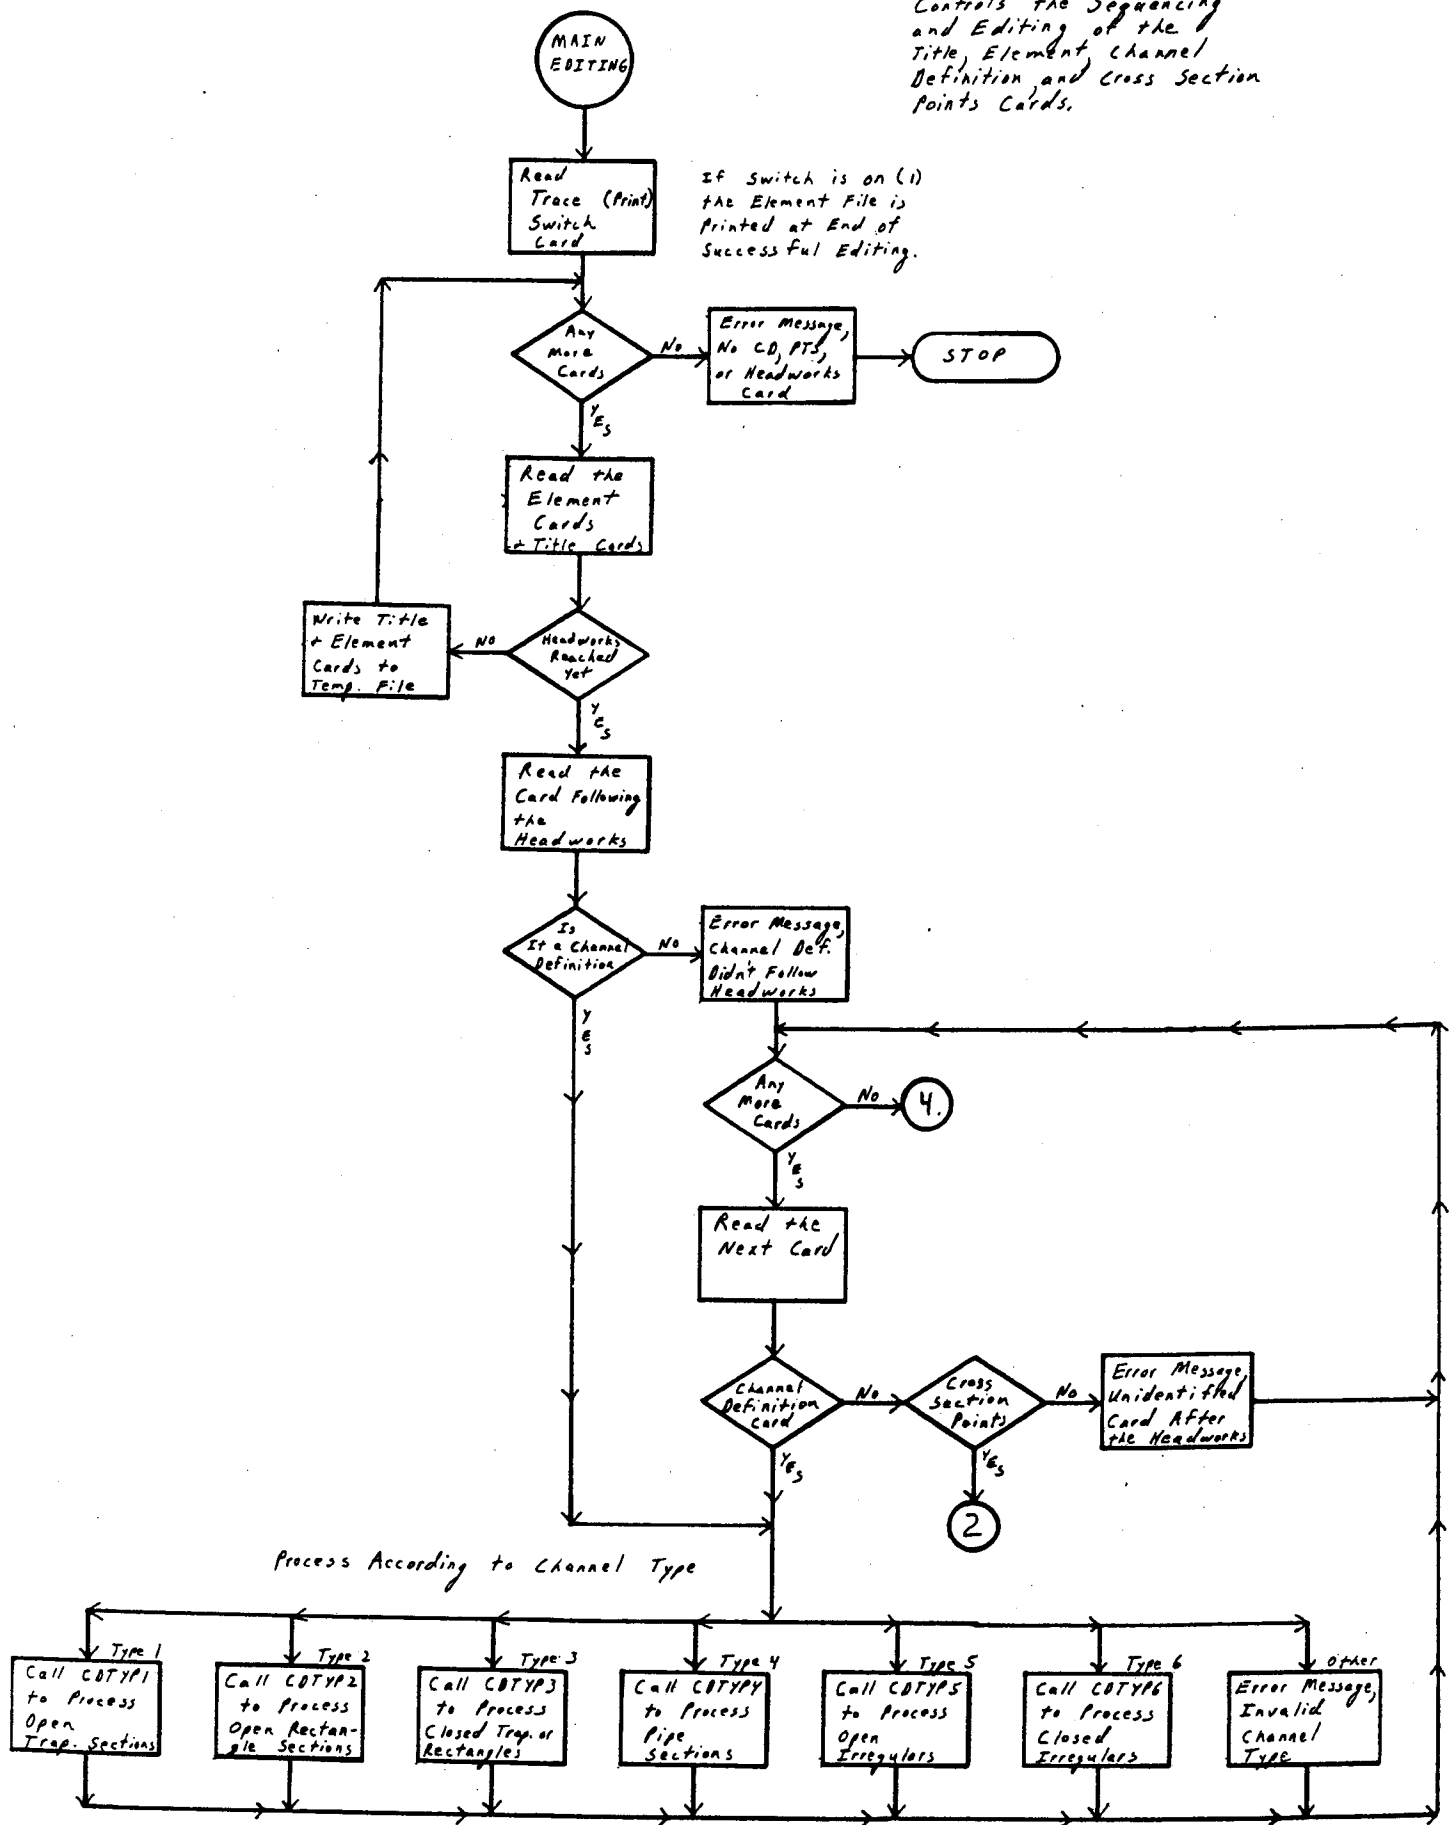 Controls the Sequencing
and Editing of the
Title, Element, Channel
Definition, and Cross Section
Points Cards.
MAIN
EDITING
Read
Trace (Print)
Switch
Card
If Switch is on (1)
the Element File is
Printed at End of
Successful Editing.
Any
More
Cards
No
Error Message,
No CD, PTS,
or Headworks
Card
STOP
YES
Read the
Element
Cards
+ Title Cards
Write Title
+ Element
Cards to
Temp. File
NO
Headworks
Reached
Yet
YES
Read the
Card Following
the
Headworks
Is
It a Channel
Definition
No
Error Message,
Channel Def.
Didn't Follow
Headworks
YES
Any
More
Cards
No
4.
YES
Read the
Next Card
Channel
Definition
Card
No
Cross
Section
Points
No
Error Message,
Unidentified
Card After
the Headworks
YES
YES
2
Process According to Channel Type
Type 1
Call CDTYP1
to Process
Open
Trap. Sections
Type 2
Call CDTYP2
to Process
Open Rectan-
gle Sections
Type 3
Call CDTYP3
to Process
Closed Trap. or
Rectangles
Type 4
Call CDTYP4
to Process
Pipe
Sections
Type 5
Call CDTYP5
to Process
Open
Irregulars
Type 6
Call CDTYP6
to Process
Closed
Irregulars
Other
Error Message,
Invalid
Channel
Type